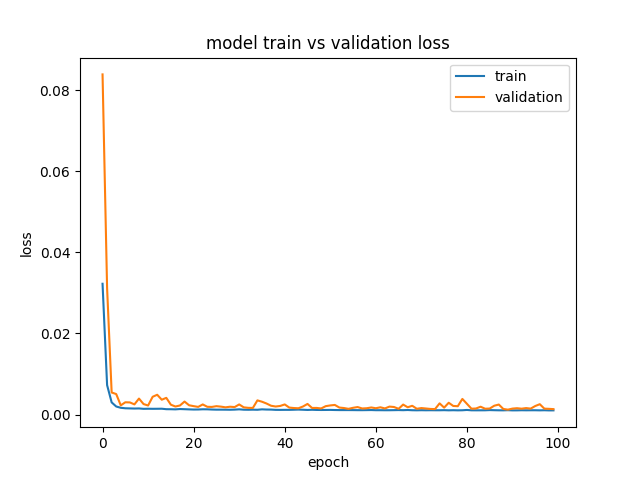 model train vs validation loss
train
validation
loss
0.08
0.06
0.04
0.02
0.00
0 20 40 60 80 100
epoch